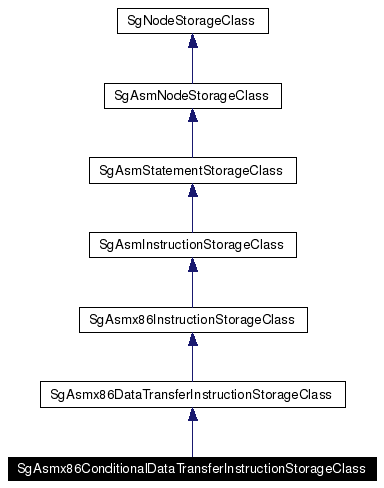 SgNodeStorageClass
SgAsmNodeStorageClass
SgAsmStatementStorageClass
SgAsmInstructionStorageClass
SgAsmx86InstructionStorageClass
SgAsmx86DataTransferInstructionStorageClass
SgAsmx86ConditionalDataTransferInstructionStorageClass